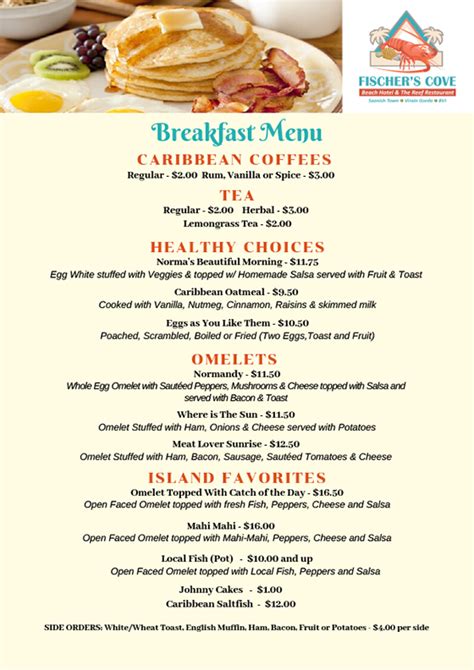 FISCHER'S COVE
Beach Hotel & The Reef Restaurant
Spanish Town • Virgin Gorda • BVI
Breakfast Menu
CARIBBEAN COFFEES
Regular - $2.00 Rum, Vanilla or Spice - $3.00
TEA
Regular - $2.00 Herbal - $3.00
Lemongrass Tea - $2.00
HEALTHY CHOICES
Norma's Beautiful Morning - $11.75
Egg White stuffed with Veggies & topped w/ Homemade Salsa served with Fruit & Toast
Caribbean Oatmeal - $9.50
Cooked with Vanilla, Nutmeg, Cinnamon, Raisins & skimmed milk
Eggs as You Like Them - $10.50
Poached, Scrambled, Boiled or Fried (Two Eggs,Toast and Fruit)
OMELETS
Normandy - $11.50
Whole Egg Omelet with Sautéed Peppers, Mushrooms & Cheese topped with Salsa and
served with Bacon & Toast
Where is The Sun - $11.50
Omelet Stuffed with Ham, Onions & Cheese served with Potatoes
Meat Lover Sunrise - $12.50
Omelet Stuffed with Ham, Bacon, Sausage, Sautéed Tomatoes & Cheese
ISLAND FAVORITES
Omelet Topped With Catch of the Day - $16.50
Open Faced Omelet topped with fresh Fish, Peppers, Cheese and Salsa
Mahi Mahi - $16.00
Open Faced Omelet topped with Mahi-Mahi, Peppers, Cheese and Salsa
Local Fish (Pot) - $10.00 and up
Open Faced Omelet topped with Local Fish, Peppers and Salsa
Johnny Cakes - $1.00
Caribbean Saltfish - $12.00
SIDE ORDERS: White/Wheat Toast, English Muffin, Ham, Bacon, Fruit or Potatoes - $4.00 per side